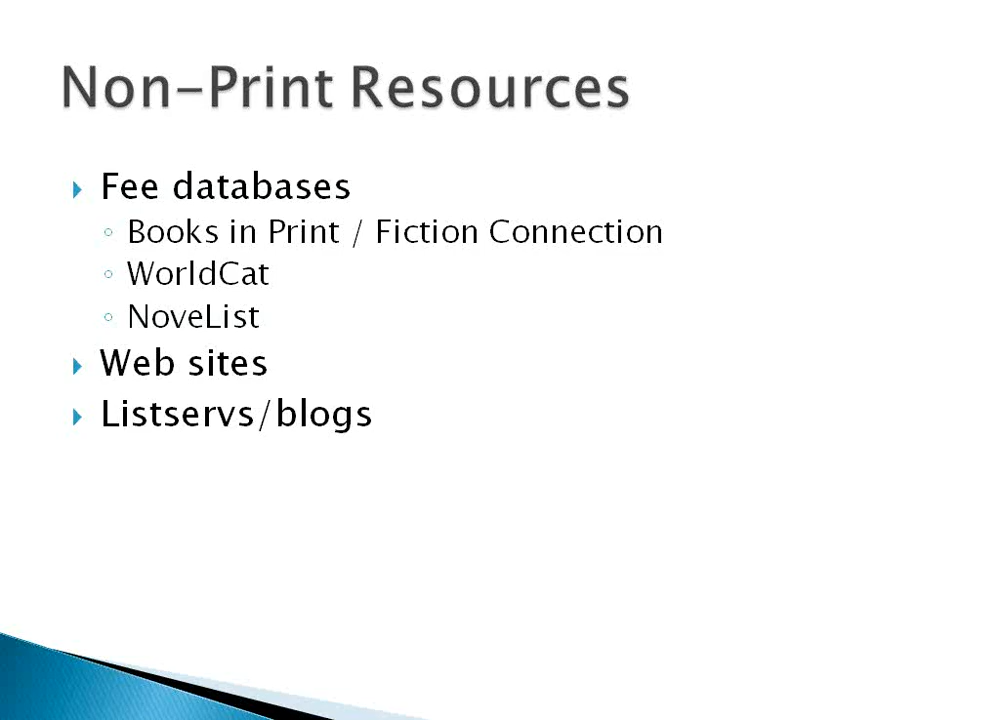 Non-Print Resources
Fee databases
Books in Print / Fiction Connection
WorldCat
NoveList
Web sites
Listservs/blogs